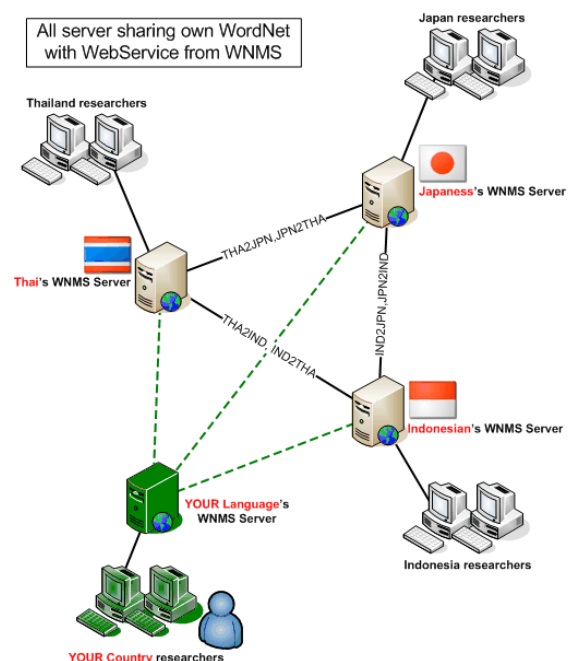 All server sharing own WordNet
with WebService from WNMS
Japan researchers
Thailand researchers
Japaness's WNMS Server
THA2JPN,JPN2THA
Thai's WNMS Server
IND2JPN,JPN2IND
THA2IND, IND2THA
Indonesian's WNMS Server
YOUR Language's
WNMS Server
Indonesia researchers
YOUR Country researchers